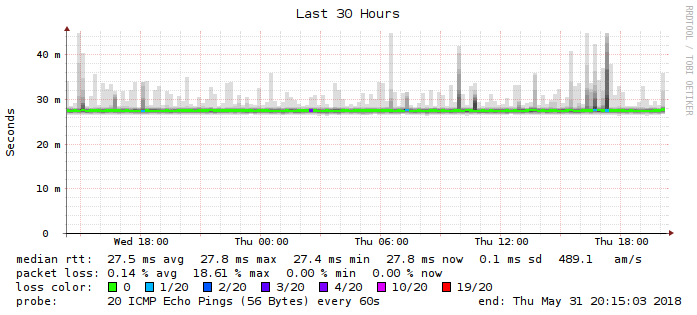 Last 30 Hours
RRDTOOL / TOBI OETIKER
Seconds
40 m
30 m
20 m
10 m
0
Wed 18:00 Thu 00:00 Thu 06:00 Thu 12:00 Thu 18:00
median rtt: 27.5 ms avg 27.8 ms max 27.4 ms min 27.8 ms now 0.1 ms sd 489.1 am/s
packet loss: 0.14 % avg 18.61 % max 0.00 % min 0.00 % now
loss color: 0 1/20 2/20 3/20 4/20 10/20 19/20
probe: 20 ICMP Echo Pings (56 Bytes) every 60s end: Thu May 31 20:15:03 2018